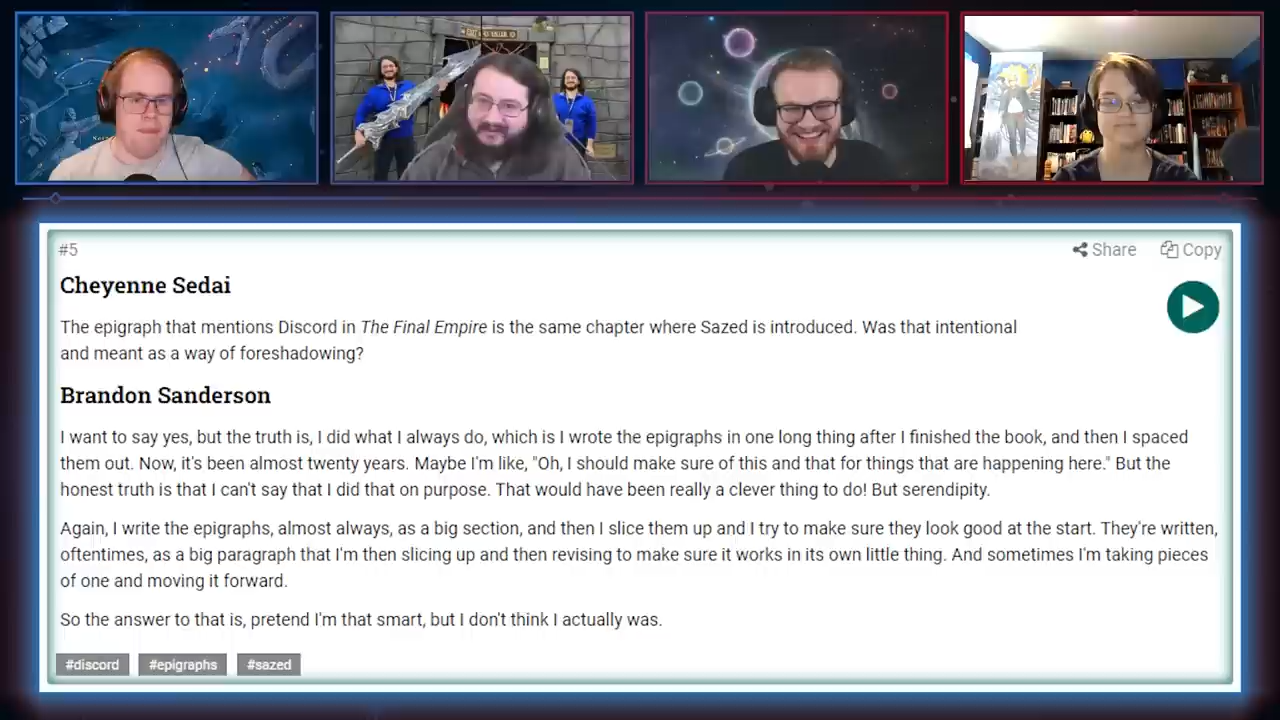 #5
Share
Copy
Cheyenne Sedai
The epigraph that mentions Discord in The Final Empire is the same chapter where Sazed is introduced. Was that intentional
and meant as a way of foreshadowing?
Brandon Sanderson
I want to say yes, but the truth is, I did what I always do, which is I wrote the epigraphs in one long thing after I finished the book, and then I spaced
them out. Now, it's been almost twenty years. Maybe I'm like, "Oh, I should make sure of this and that for things that are happening here." But the
honest truth is that I can't say that I did that on purpose. That would have been really a clever thing to do! But serendipity.
Again, I write the epigraphs, almost always, as a big section, and then I slice them up and I try to make sure they look good at the start. They're written,
oftentimes, as a big paragraph that I'm then slicing up and then revising to make sure it works in its own little thing. And sometimes I'm taking pieces
of one and moving it forward.
So the answer to that is, pretend I'm that smart, but I don't think I actually was.
#discord
#epigraphs
#sazed